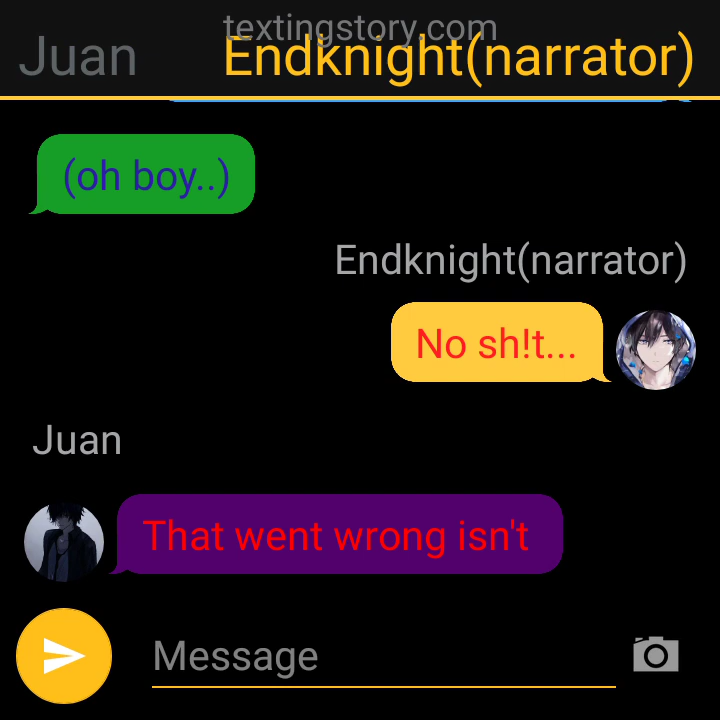 textingstory.com
Juan
Endknight(narrator)
(oh boy..)
Endknight(narrator)
No sh!t...
Juan
That went wrong isn't
Message